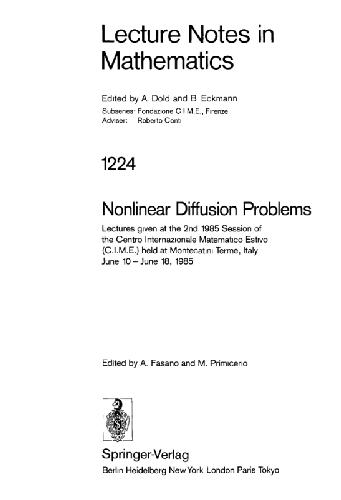 Lecture Notes in
Mathematics
Edited by A. Dold and B. Eckmann
Subseries: Fondazione C.I.M.E., Firenze
Adviser: Roberto Conti
1224
Nonlinear Diffusion Problems
Lectures given at the 2nd 1985 Session of
the Centro Internazionale Matematico Estivo
(C.I.M.E.) held at Montecatini Terme, Italy
June 10 – June 18, 1985
Edited by A. Fasano and M. Primicerio
Springer-Verlag
Berlin Heidelberg New York London Paris Tokyo